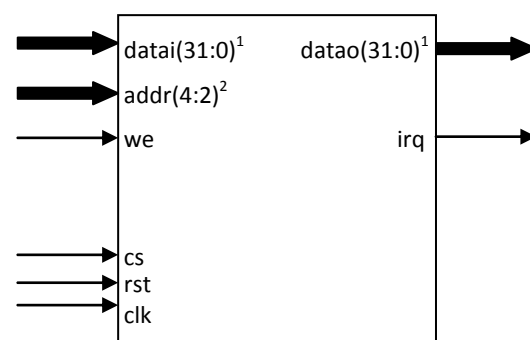 datai(31:0)¹ datao(31:0)¹
addr(4:2)²
we irq
cs
rst
clk